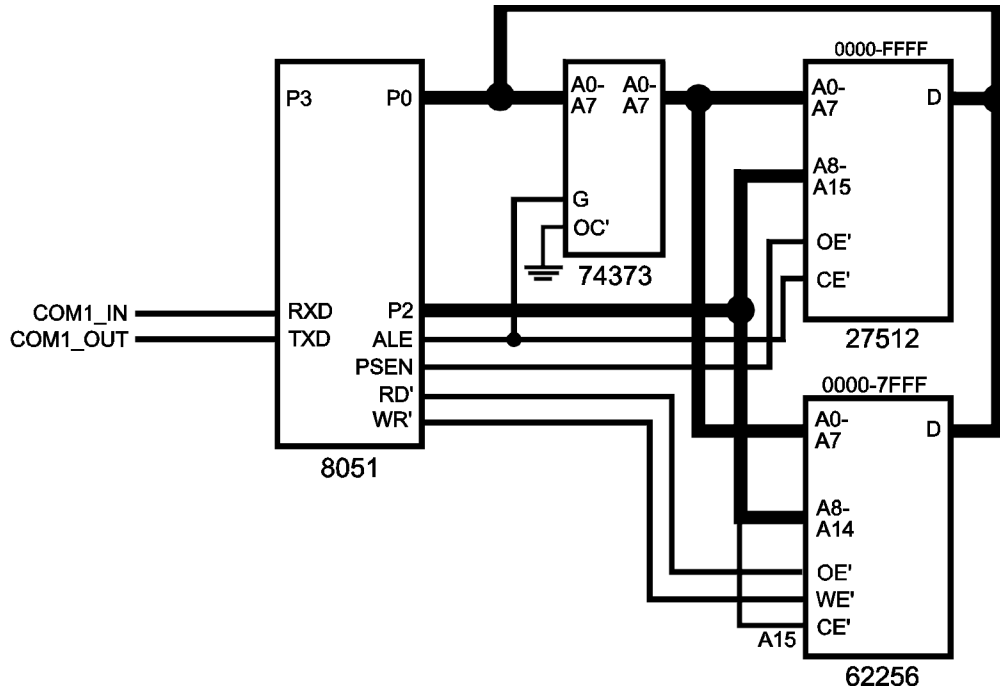 0000-FFFF
P3
P0
A0-
A7
A0-
A7
A0-
A7
D
A8-
A15
G
OC'
OE'
CE'
74373
27512
COM1_IN
COM1_OUT
RXD
TXD
P2
ALE
PSEN
RD'
WR'
8051
0000-7FFF
A0-
A7
D
A8-
A14
OE'
WE'
CE'
A15
62256